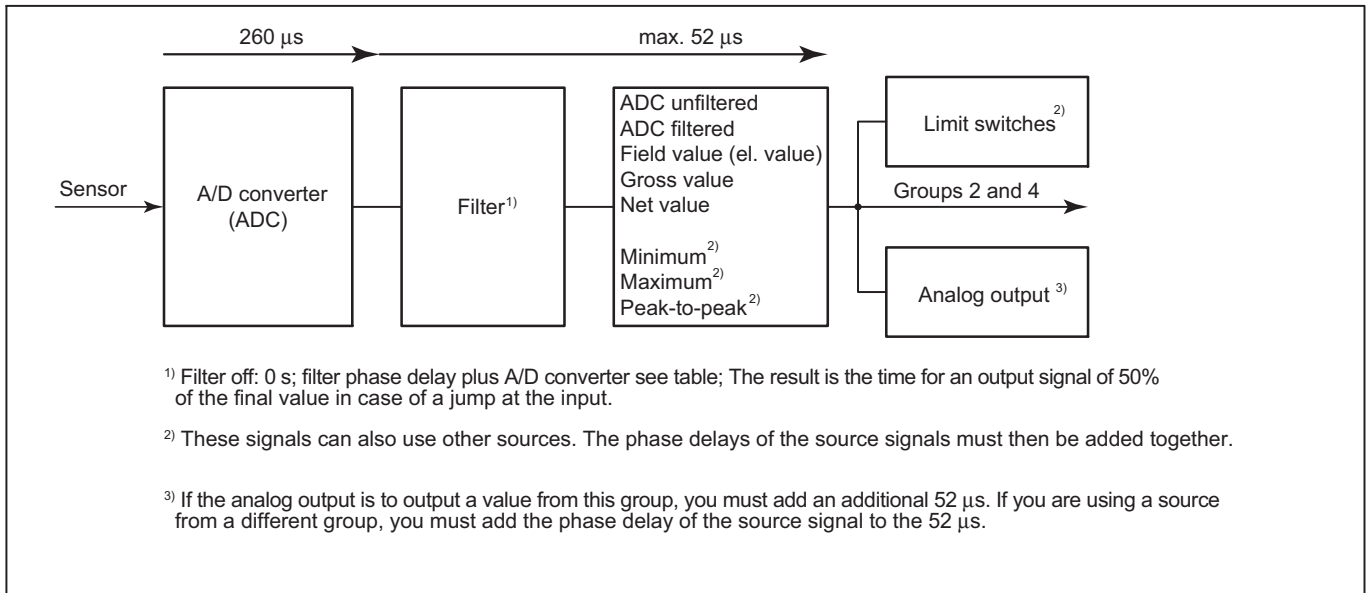 260 μs
max. 52 μs
Sensor
A/D converter
(ADC)
Filter1)
ADC unfiltered
ADC filtered
Field value (el. value)
Gross value
Net value
Minimum2)
Maximum2)
Peak-to-peak2)
Limit switches2)
Groups 2 and 4
Analog output 3)
1) Filter off: 0 s; filter phase delay plus A/D converter see table; The result is the time for an output signal of 50%
of the final value in case of a jump at the input.
2) These signals can also use other sources. The phase delays of the source signals must then be added together.
3) If the analog output is to output a value from this group, you must add an additional 52 μs. If you are using a source
from a different group, you must add the phase delay of the source signal to the 52 μs.